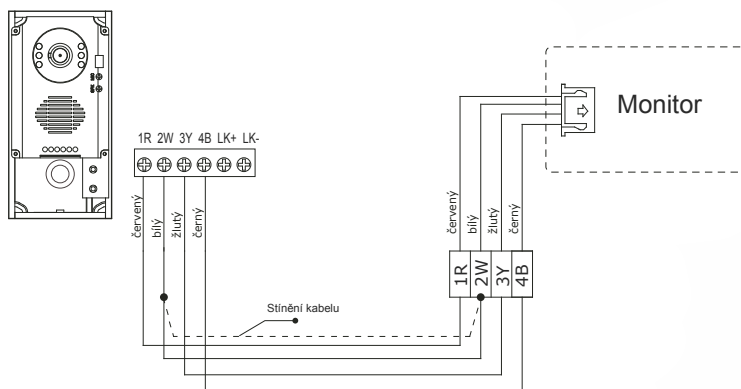 Monitor
1R 2W 3Y 4B LK+ LK-
červený
bílý
žlutý
černý
červený
bílý
žlutý
černý
1R
2W
3Y
4B
Stínění kabelu